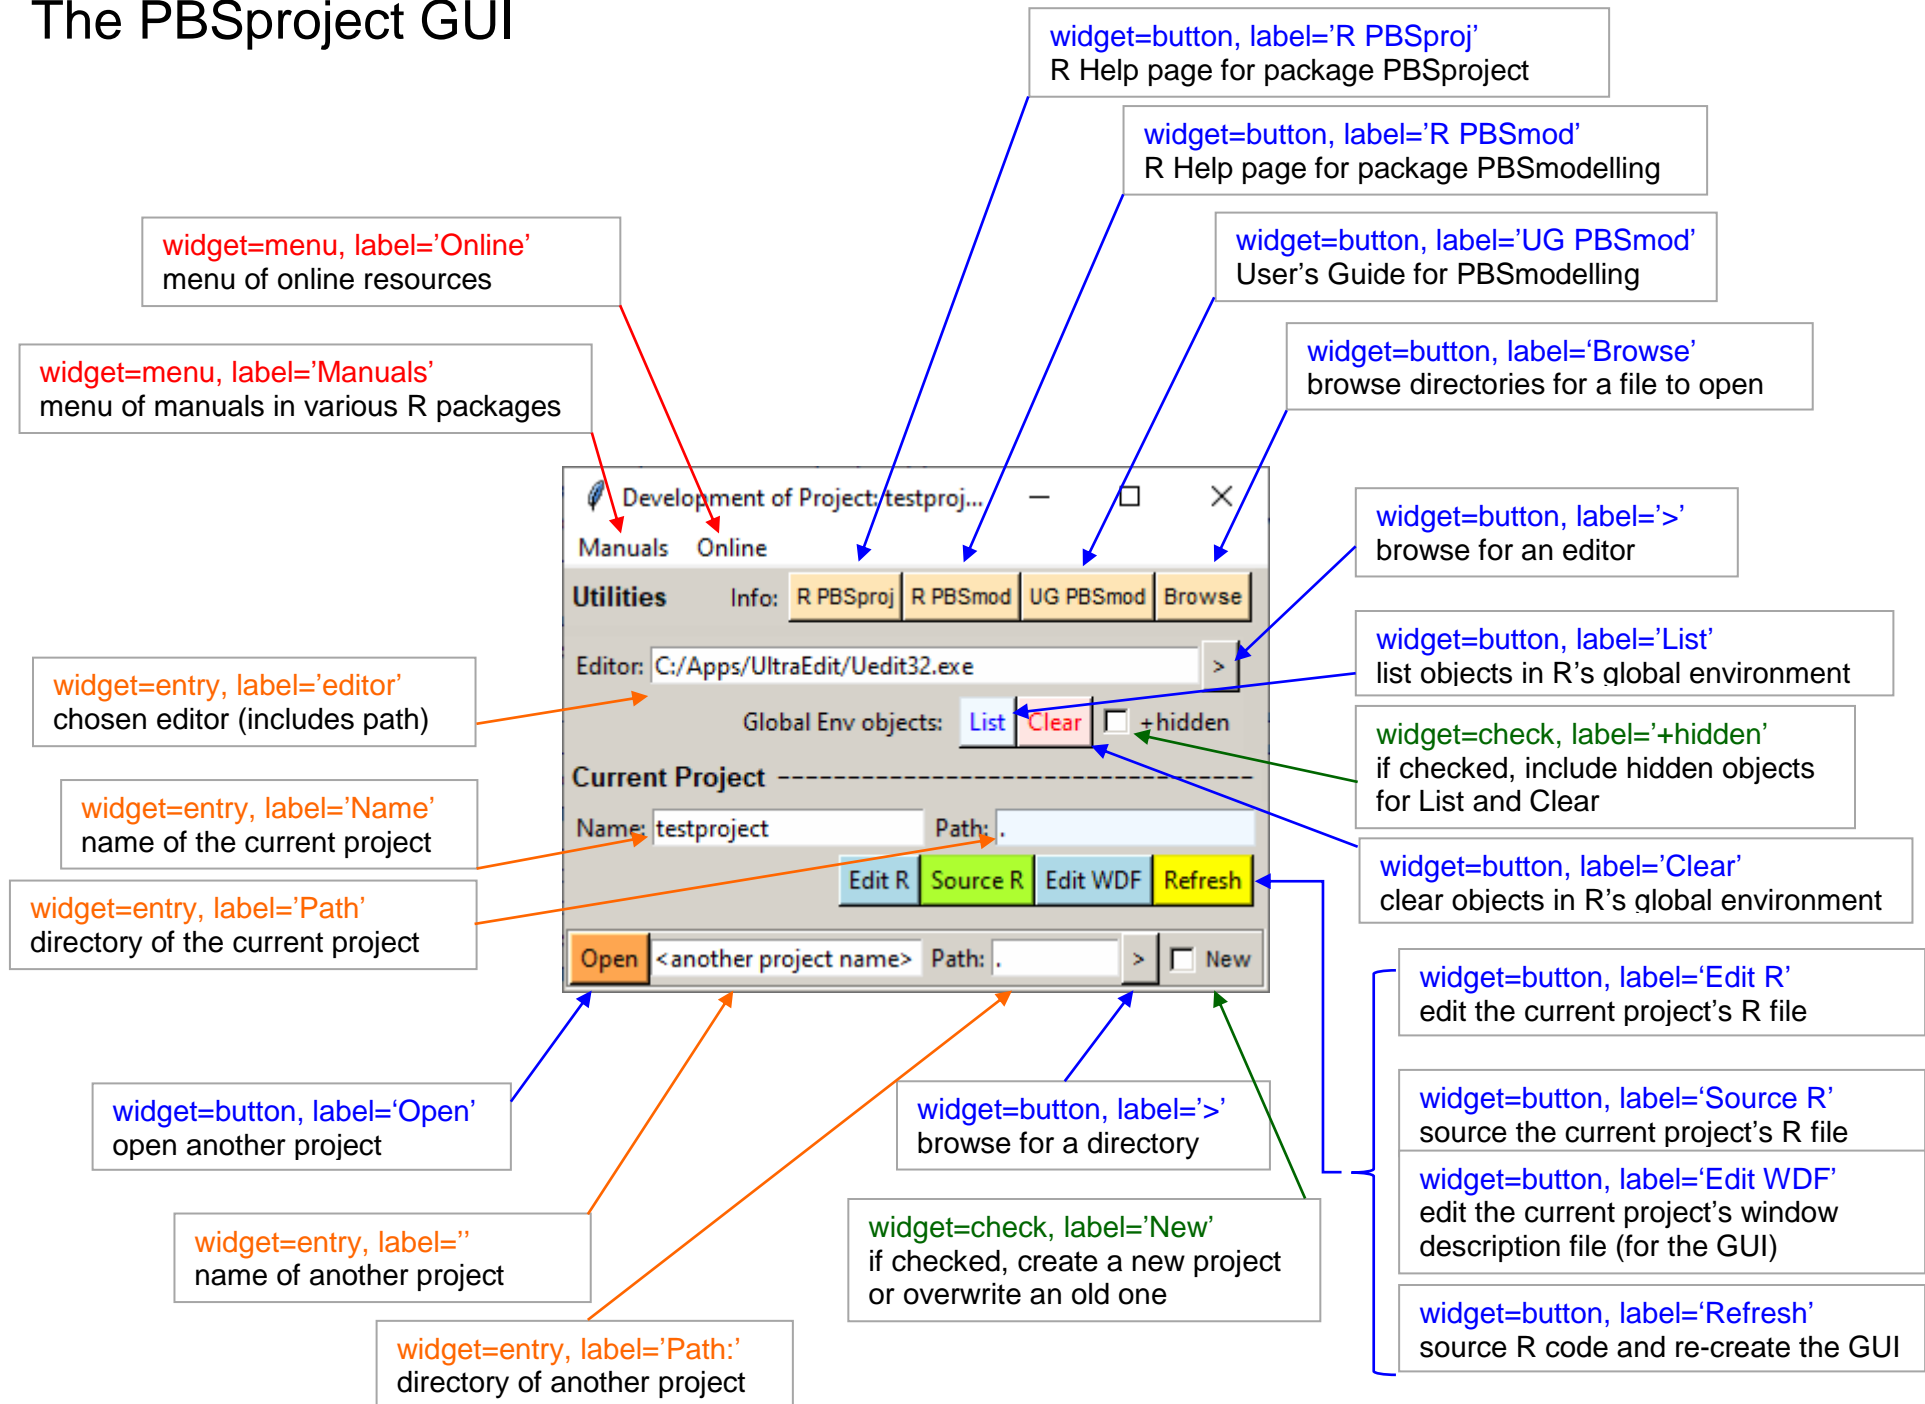 The PBSproject GUI
widget=button, label='R PBSproj'
R Help page for package PBSproject
widget=button, label='R PBSmod'
R Help page for package PBSmodelling
widget=menu, label='Online'
menu of online resources
widget=button, label='UG PBSmod'
User's Guide for PBSmodelling
widget=menu, label='Manuals'
menu of manuals in various R packages
widget=button, label='Browse'
browse directories for a file to open
Development of Project: testproj...
Manuals Online
Utilities Info: R PBSproj R PBSmod UG PBSmod Browse
Editor: C:/Apps/UltraEdit/Uedit32.exe >
Global Env objects: List Clear +hidden
Current Project ----------------------------------
Name: testproject Path: .
Edit R Source R Edit WDF Refresh
Open <another project name> Path: . > New
widget=button, label='>'
browse for an editor
widget=button, label='List'
list objects in R's global environment
widget=entry, label='editor'
chosen editor (includes path)
widget=check, label='+hidden'
if checked, include hidden objects
for List and Clear
widget=entry, label='Name'
name of the current project
widget=button, label='Clear'
clear objects in R's global environment
widget=entry, label='Path'
directory of the current project
widget=button, label='Edit R'
edit the current project's R file
widget=button, label='Open'
open another project
widget=button, label='>'
browse for a directory
widget=button, label='Source R'
source the current project's R file
widget=button, label='Edit WDF'
edit the current project's window
description file (for the GUI)
widget=entry, label=''
name of another project
widget=check, label='New'
if checked, create a new project
or overwrite an old one
widget=button, label='Refresh'
source R code and re-create the GUI
widget=entry, label='Path:'
directory of another project